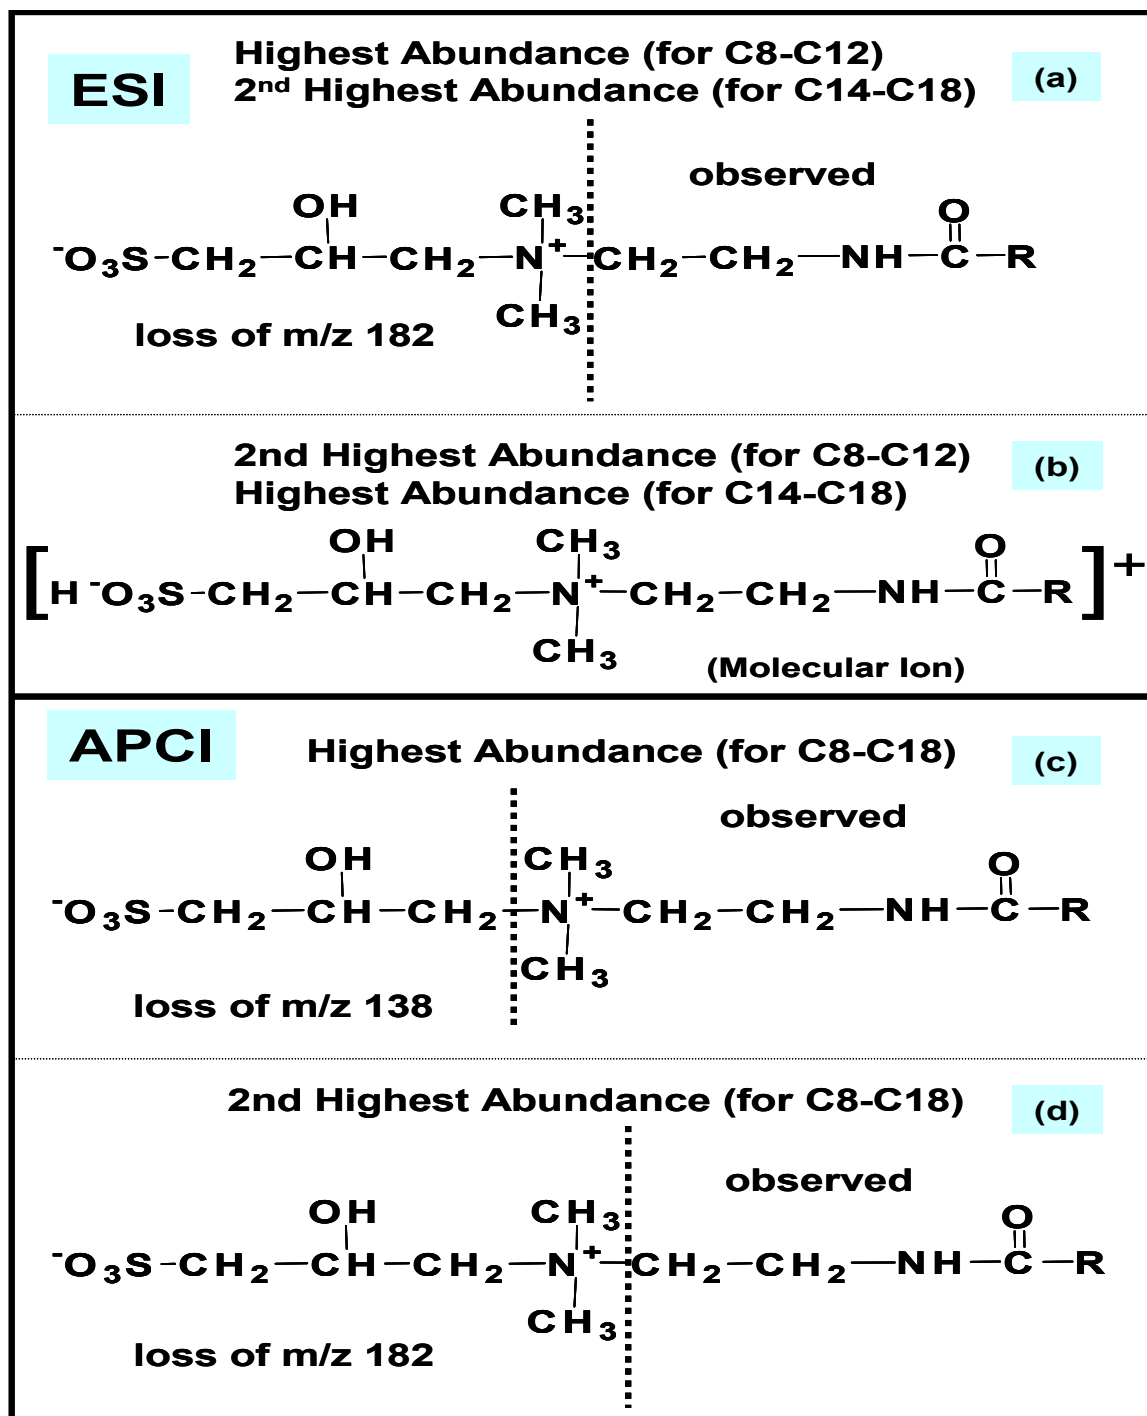 ESI
Highest Abundance (for C8-C12)
2nd Highest Abundance (for C14-C18)
(a)
observed
OH CH3 O
-O3S-CH2-CH-CH2-N+-CH2-CH2-NH-C-R
CH3
loss of m/z 182
2nd Highest Abundance (for C8-C12)
Highest Abundance (for C14-C18)
(b)
OH CH3 O
[H -O3S-CH2-CH-CH2-N+-CH2-CH2-NH-C-R]+
CH3
(Molecular Ion)
APCI
Highest Abundance (for C8-C18)
(c)
observed
OH CH3 O
-O3S-CH2-CH-CH2-N+-CH2-CH2-NH-C-R
CH3
loss of m/z 138
2nd Highest Abundance (for C8-C18)
(d)
observed
OH CH3 O
-O3S-CH2-CH-CH2-N+-CH2-CH2-NH-C-R
CH3
loss of m/z 182